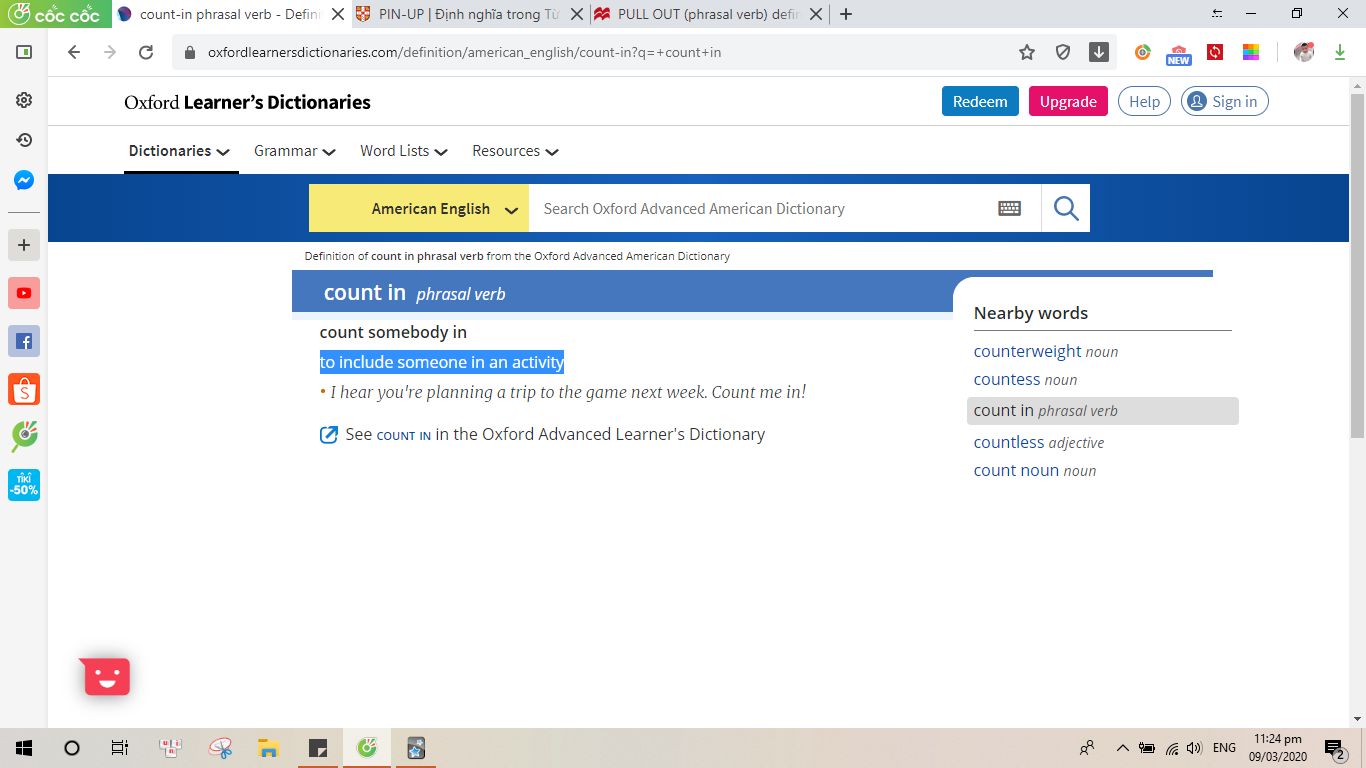 cốc cốc
count-in phrasal verb - Defini
PIN-UP | Định nghĩa trong Từ
PULL OUT (phrasal verb) defin
oxfordlearnersdictionaries.com/definition/american_english/count-in?q=+count+in
NEW
Oxford Learner's Dictionaries
Redeem
Upgrade
Help
Sign in
Dictionaries
Grammar
Word Lists
Resources
American English
Search Oxford Advanced American Dictionary
Definition of count in phrasal verb from the Oxford Advanced American Dictionary
count in phrasal verb
count somebody in
to include someone in an activity
• I hear you're planning a trip to the game next week. Count me in!
See COUNT IN in the Oxford Advanced Learner's Dictionary
Nearby words
counterweight noun
countess noun
count in phrasal verb
countless adjective
count noun noun
TIKI
-50%
ENG
11:24 pm
09/03/2020
2